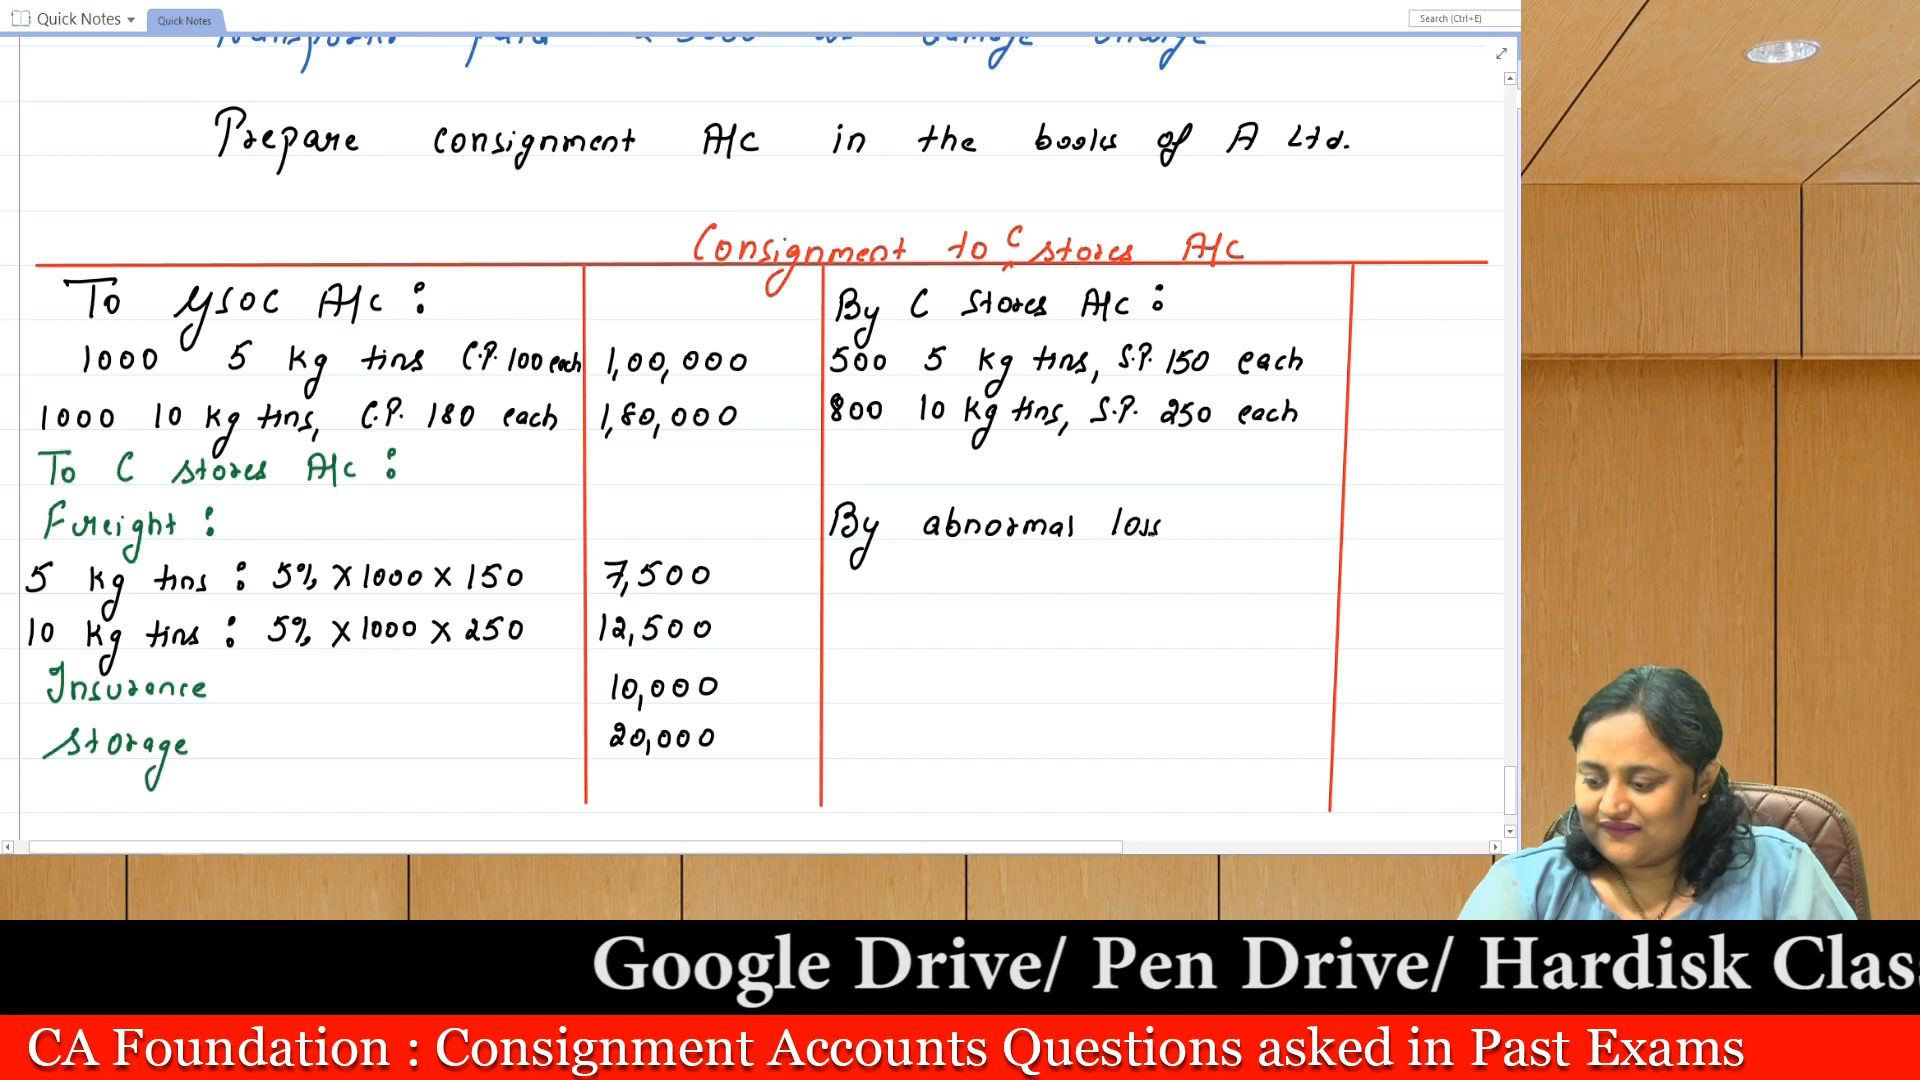 Quick Notes
Quick Notes
Search (Ctrl+E)
damage charge
Prepare consignment A/c in the books of A Ltd.
Consignment to C stores A/c
To GSOC A/c :
By C stores A/c :
1000 5 kg tins C.P. 100 each 1,00,000
500 5 kg tins, S.P. 150 each
1000 10 kg tins, C.P. 180 each 1,80,000
800 10 kg tins, S.P. 250 each
To C stores A/c :
Freight :
By abnormal loss
5 kg tins : 5% X 1000 X 150 7,500
10 kg tins : 5% X 1000 X 250 12,500
Insurance 10,000
Storage 20,000
Google Drive/ Pen Drive/ Hardisk Clas
CA Foundation : Consignment Accounts Questions asked in Past Exams